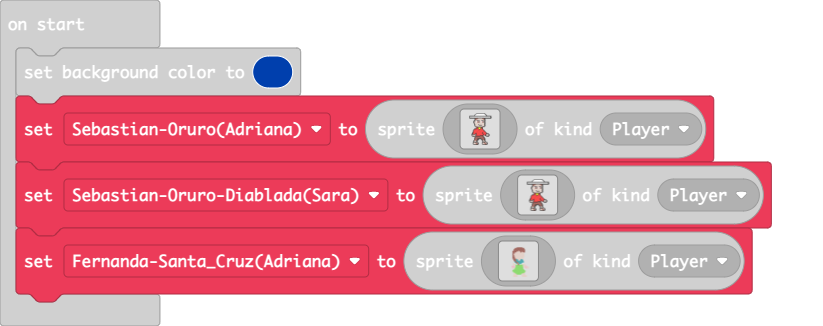 on start
set background color to
set Sebastian-Oruro(Adriana) to sprite of kind Player
set Sebastian-Oruro-Diablada(Sara) to sprite of kind Player
set Fernanda-Santa_Cruz(Adriana) to sprite of kind Player